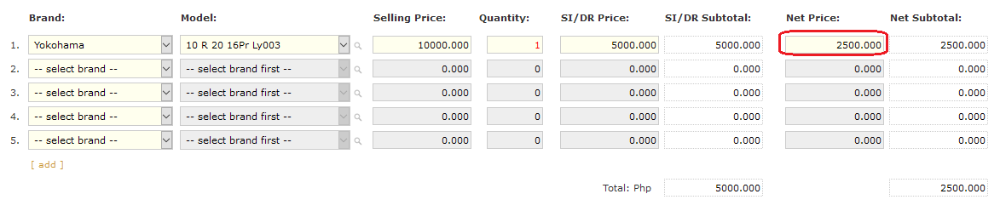 Brand: Model: Selling Price: Quantity: SI/DR Price: SI/DR Subtotal: Net Price: Net Subtotal:
1. Yokohama 10 R 20 16Pr Ly003 10000.000 1 5000.000 5000.000 2500.000 2500.000
2. -- select brand -- -- select brand first -- 0.000 0 0.000 0.000 0.000 0.000
3. -- select brand -- -- select brand first -- 0.000 0 0.000 0.000 0.000 0.000
4. -- select brand -- -- select brand first -- 0.000 0 0.000 0.000 0.000 0.000
5. -- select brand -- -- select brand first -- 0.000 0 0.000 0.000 0.000 0.000
[ add ]
Total: Php 5000.000 2500.000